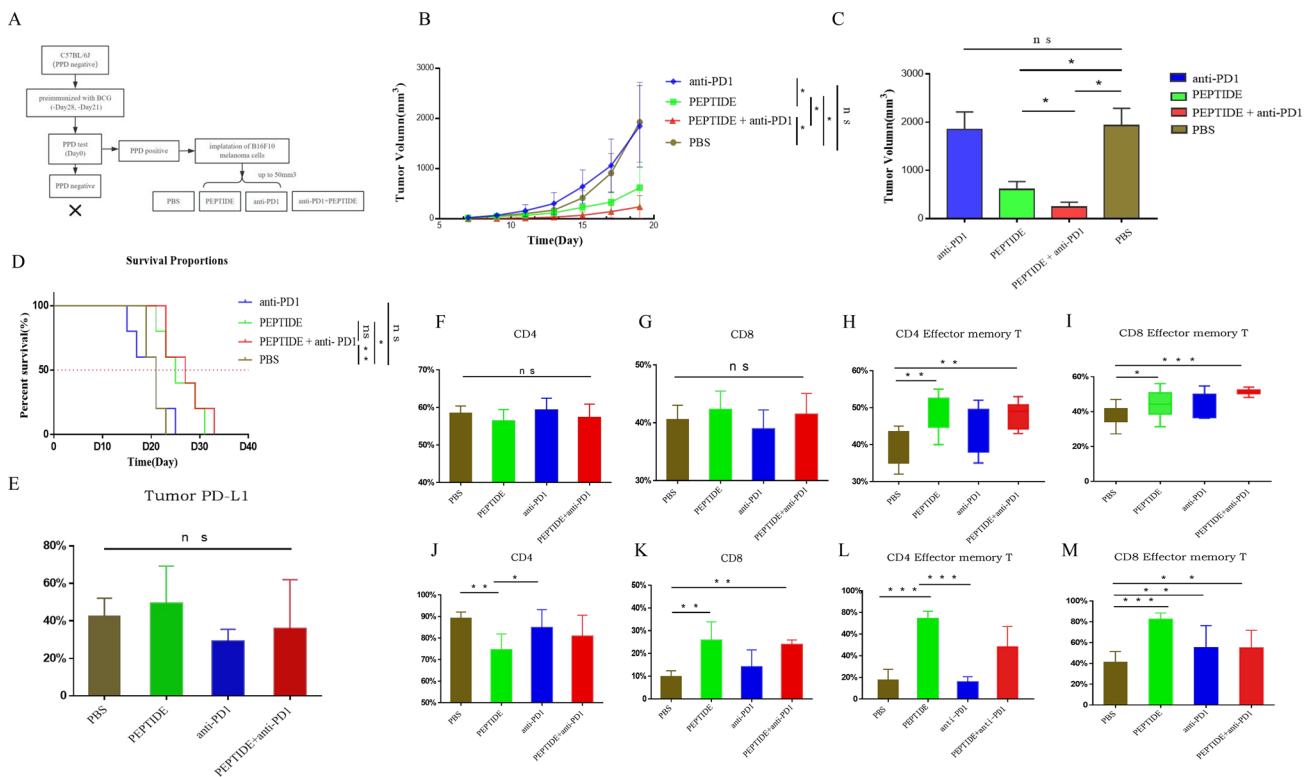 A
C57BL/6J
(PPD negative)
preimmunized with BCG
(-Day28, -Day21)
PPD test
(Day0)
PPD positive
implatation of B16F10
melanoma cells
up to 50mm3
PPD negative
PBS
PEPTIDE
anti-PD1
anti-PD1+PEPTIDE
B
Tumor Volumn(mm3)
3000
2000
1000
0
5
10
15
20
Time(Day)
anti-PD1
PEPTIDE
PEPTIDE + anti-PD1
PBS
*
*
*
*
n s
C
n s
*
*
*
Tumor Volumn(mm3)
3000
2000
1000
0
anti-PD1
PEPTIDE
PEPTIDE + anti-PD1
PBS
anti-PD1
PEPTIDE
PEPTIDE + anti-PD1
PBS
D
Survival Proportions
Percent survival(%)
100
50
0
0
D10
D20
D30
D40
Time(Day)
anti-PD1
PEPTIDE
PEPTIDE + anti- PD1
PBS
ns
* *
*
n s
E
Tumor PD-L1
n s
80%
60%
40%
20%
0
PBS
PEPTIDE
anti-PD1
PEPTIDE+anti-PD1
F
CD4
n s
70%
60%
50%
40%
PBS
PEPTIDE
anti-PD1
PEPTIDE+anti-PD1
G
CD8
n s
50%
40%
30%
PBS
PEPTIDE
anti-PD1
PEPTIDE+anti-PD1
H
CD4 Effector memory T
* *
* *
60%
50%
40%
30%
PBS
PEPTIDE
anti-PD1
PEPTIDE+anti-PD1
I
CD8 Effector memory T
* * *
*
80%
60%
40%
20%
0
PBS
PEPTIDE
anti-PD1
PEPTIDE+anti-PD1
J
CD4
* *
*
100%
90%
80%
70%
60%
50%
PBS
PEPTIDE
anti-PD1
PEPTIDE+anti-PD1
K
CD8
* *
* *
50%
40%
30%
20%
10%
0
PBS
PEPTIDE
anti-PD1
PEPTIDE+anti-PD1
L
CD4 Effector memory T
* * *
* * *
100%
80%
60%
40%
20%
0
PBS
PEPTIDE
anti-PD1
PEPTIDE+anti-PD1
M
CD8 Effector memory T
* *
* *
* * *
100%
80%
60%
40%
20%
0
PBS
PEPTIDE
anti-PD1
PEPTIDE+anti-PD1